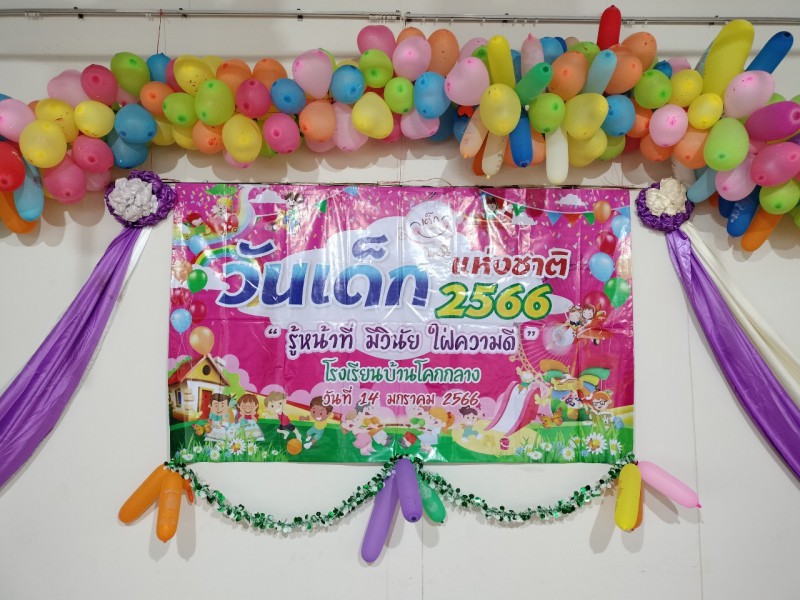 วันเด็ก
แห่งชาติ
2566
“ รู้หน้าที่ มีวินัย ใฝ่ความดี ”
โรงเรียนบ้านโคกกลาง
วันที่ 14 มกราคม 2566